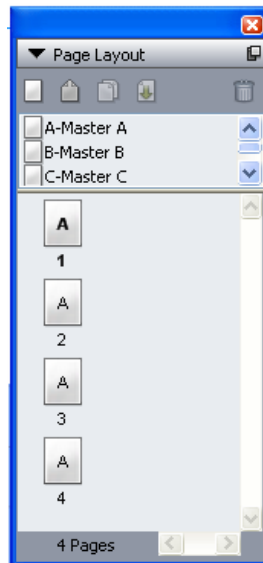 Page Layout
A-Master A
B-Master B
C-Master C
A
1
A
2
A
3
A
4
4 Pages